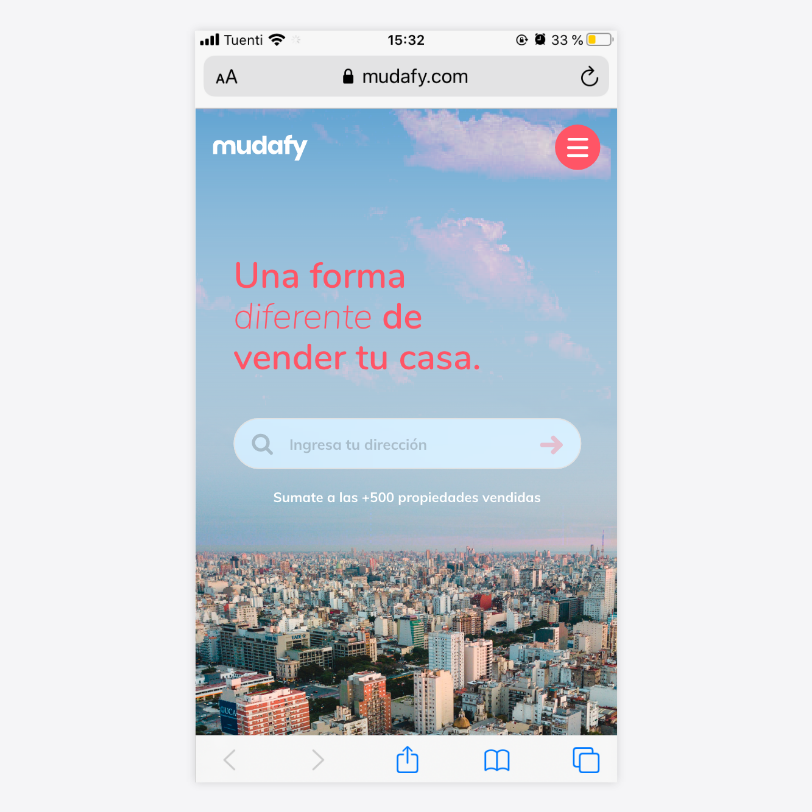 Tuenti 15:32 33 %
AA mudafy.com
mudafy
Una forma
diferente de
vender tu casa.
Ingresa tu dirección
Sumate a las +500 propiedades vendidas
UCA